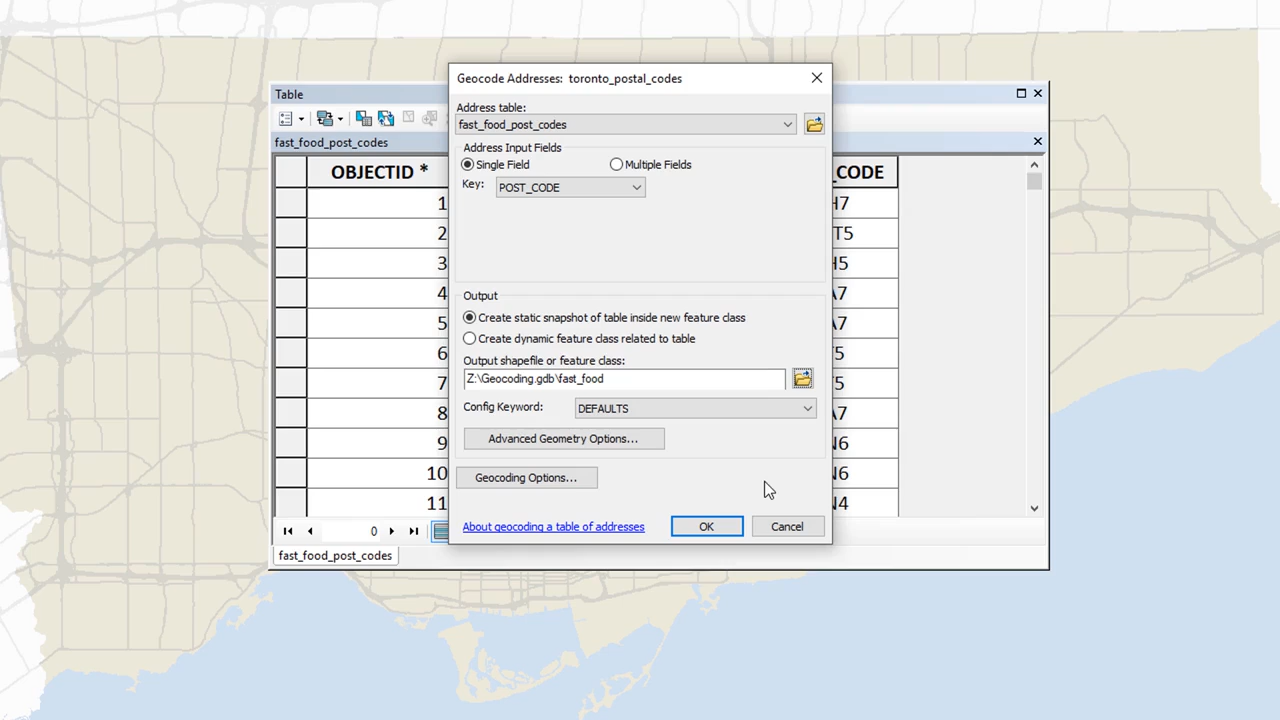 Geocode Addresses: toronto_postal_codes
Table
Address table:
fast_food_post_codes
fast_food_post_codes
Address Input Fields
Single Field
Multiple Fields
Key:
POST_CODE
OBJECTID *
_CODE
1
H7
2
T5
3
H5
4
A7
5
A7
6
5
7
5
8
A7
9
N6
10
N6
11
N4
Output
Create static snapshot of table inside new feature class
Create dynamic feature class related to table
Output shapefile or feature class:
Z:\Geocoding.gdb\fast_food
Config Keyword:
DEFAULTS
Advanced Geometry Options...
Geocoding Options...
About geocoding a table of addresses
OK
Cancel
0
fast_food_post_codes